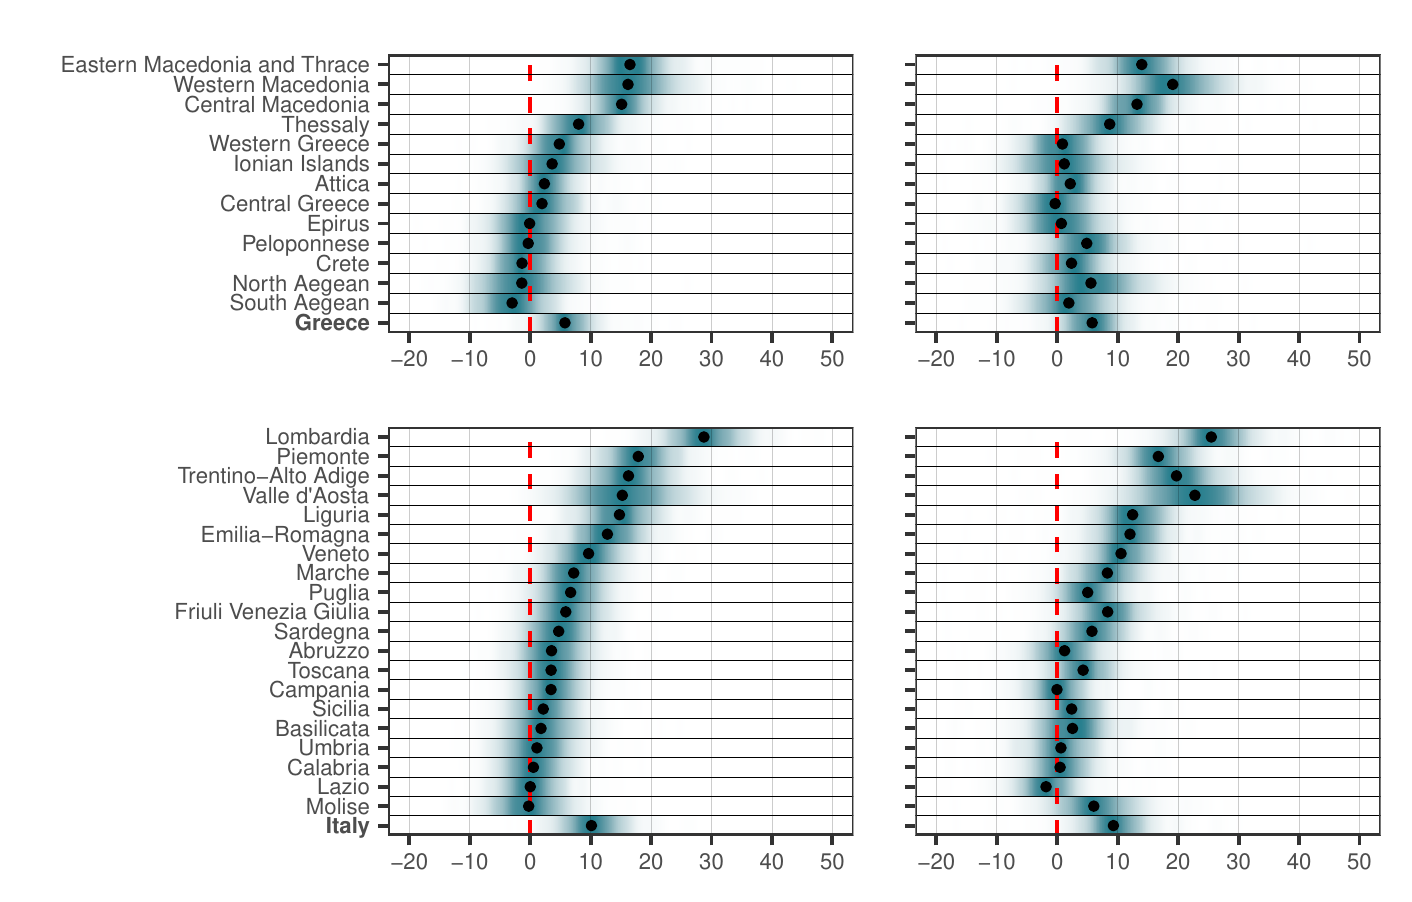 Eastern Macedonia and Thrace
Western Macedonia
Central Macedonia
Thessaly
Western Greece
Ionian Islands
Attica
Central Greece
Epirus
Peloponnese
Crete
North Aegean
South Aegean
Greece
−20 −10 0 10 20 30 40 50 −20 −10 0 10 20 30 40 50
Lombardia
Piemonte
Trentino−Alto Adige
Valle d'Aosta
Liguria
Emilia−Romagna
Veneto
Marche
Puglia
Friuli Venezia Giulia
Sardegna
Abruzzo
Toscana
Campania
Sicilia
Basilicata
Umbria
Calabria
Lazio
Molise
Italy
−20 −10 0 10 20 30 40 50 −20 −10 0 10 20 30 40 50